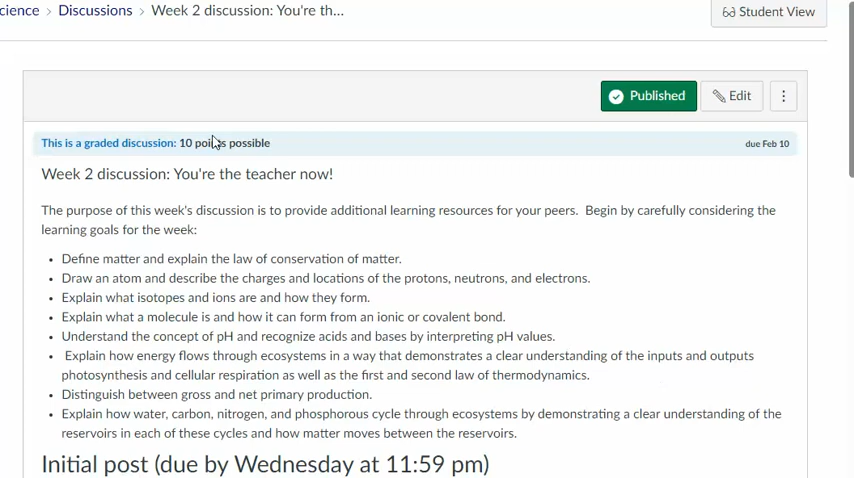 cience > Discussions > Week 2 discussion: You're th...
Student View
Published
Edit
This is a graded discussion: 10 points possible
due Feb 10
Week 2 discussion: You're the teacher now!
The purpose of this week's discussion is to provide additional learning resources for your peers. Begin by carefully considering the
learning goals for the week:
• Define matter and explain the law of conservation of matter.
• Draw an atom and describe the charges and locations of the protons, neutrons, and electrons.
• Explain what isotopes and ions are and how they form.
• Explain what a molecule is and how it can form from an ionic or covalent bond.
• Understand the concept of pH and recognize acids and bases by interpreting pH values.
• Explain how energy flows through ecosystems in a way that demonstrates a clear understanding of the inputs and outputs
photosynthesis and cellular respiration as well as the first and second law of thermodynamics.
• Distinguish between gross and net primary production.
• Explain how water, carbon, nitrogen, and phosphorous cycle through ecosystems by demonstrating a clear understanding of the
reservoirs in each of these cycles and how matter moves between the reservoirs.
Initial post (due by Wednesday at 11:59 pm)